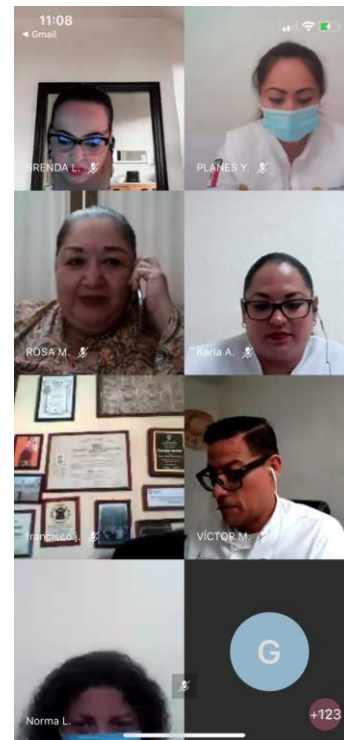 11:08
◀ Gmail
BRENDA L.
PLANES Y.
ROSA M.
Karla A.
francisco j.
VÍCTOR M.
Norma L.
G
+123